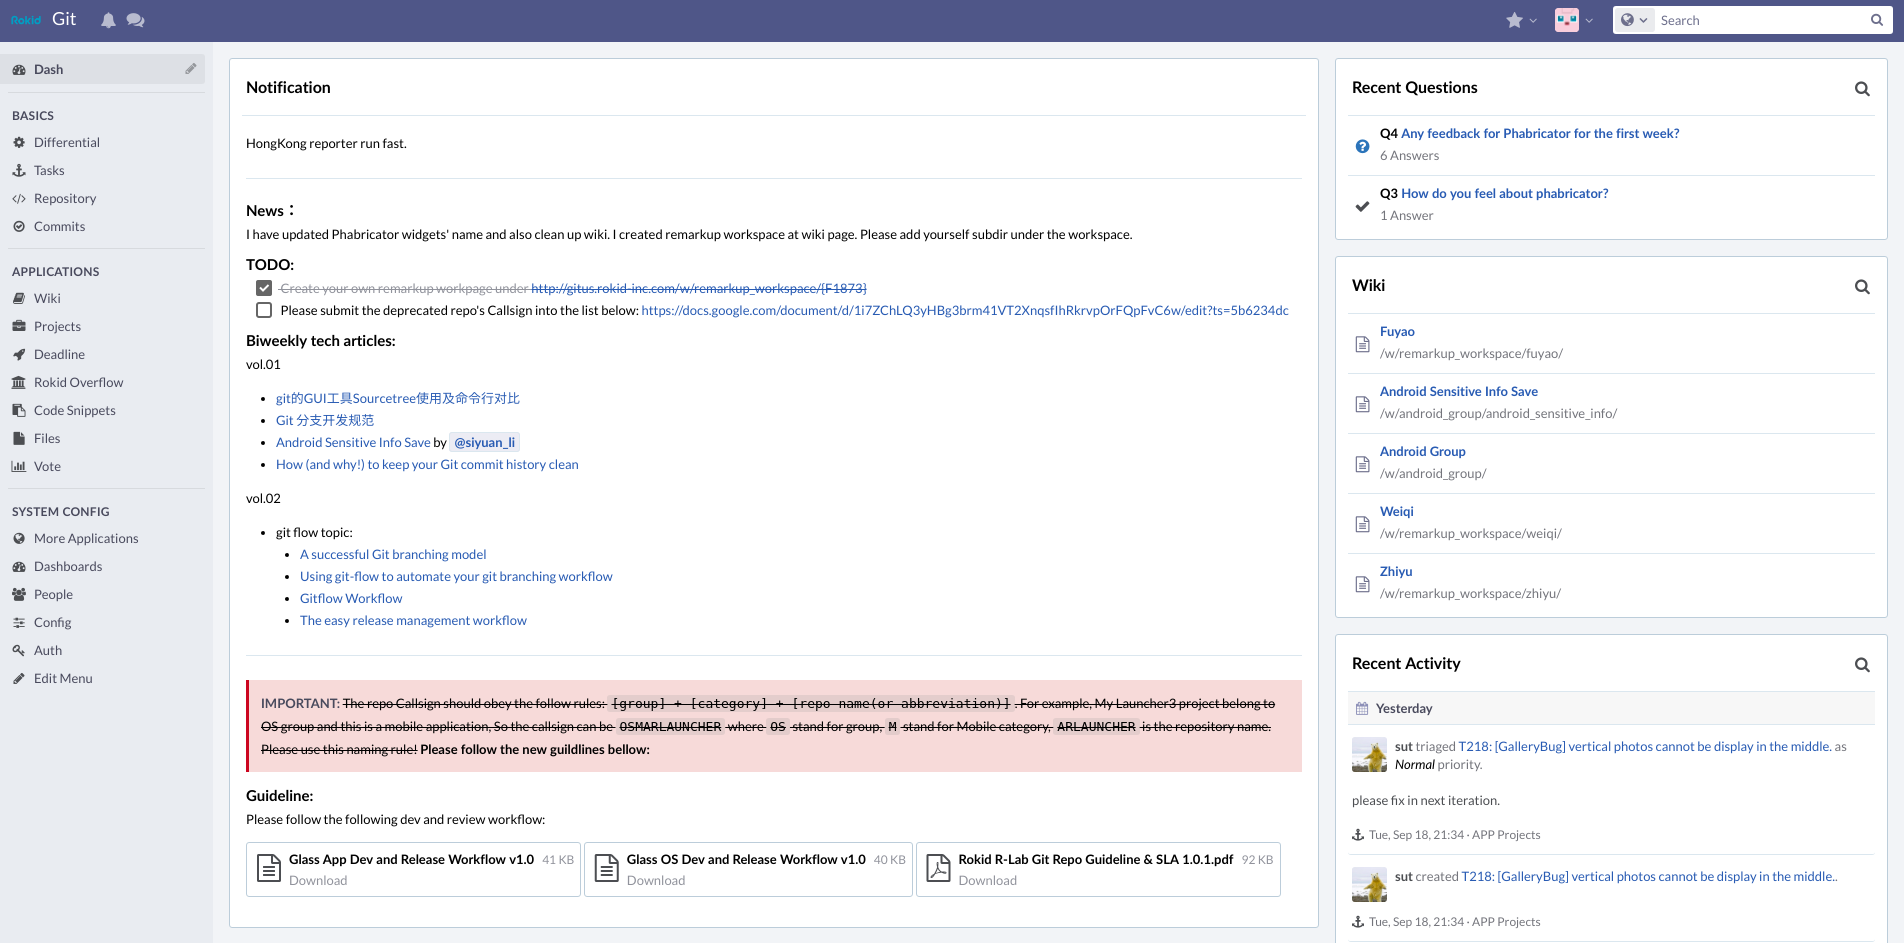 Rokid Git
Search
Dash
BASICS
Differential
Tasks
Repository
Commits
APPLICATIONS
Wiki
Projects
Deadline
Rokid Overflow
Code Snippets
Files
Vote
SYSTEM CONFIG
More Applications
Dashboards
People
Config
Auth
Edit Menu
Notification
HongKong reporter run fast.
News：
I have updated Phabricator widgets' name and also clean up wiki. I created remarkup workspace at wiki page. Please add yourself subdir under the workspace.
TODO:
Create your own remarkup workpage under http://gitus.rokid-inc.com/w/remarkup_workspace/{F1873}
Please submit the deprecated repo's Callsign into the list below: https://docs.google.com/document/d/1i7ZChLQ3yHBg3brm41VT2XnqsfIhRkrvpOrFQpFvC6w/edit?ts=5b6234dc
Biweekly tech articles:
vol.01
git的GUI工具Sourcetree使用及命令行对比
Git 分支开发规范
Android Sensitive Info Save by @siyuan_li
How (and why!) to keep your Git commit history clean
vol.02
git flow topic:
A successful Git branching model
Using git-flow to automate your git branching workflow
Gitflow Workflow
The easy release management workflow
IMPORTANT: The repo Callsign should obey the follow rules: [group] + [category] + [repo name(or abbreviation)] . For example, My Launcher3 project belong to
OS group and this is a mobile application, So the callsign can be OSMARLAUNCHER where OS stand for group, M stand for Mobile category, ARLAUNCHER is the repository name.
Please use this naming rule! Please follow the new guildlines bellow:
Guideline:
Please follow the following dev and review workflow:
Glass App Dev and Release Workflow v1.0 41 KB
Download
Glass OS Dev and Release Workflow v1.0 40 KB
Download
Rokid R-Lab Git Repo Guideline & SLA 1.0.1.pdf 92 KB
Download
Recent Questions
Q4 Any feedback for Phabricator for the first week?
6 Answers
Q3 How do you feel about phabricator?
1 Answer
Wiki
Fuyao
/w/remarkup_workspace/fuyao/
Android Sensitive Info Save
/w/android_group/android_sensitive_info/
Android Group
/w/android_group/
Weiqi
/w/remarkup_workspace/weiqi/
Zhiyu
/w/remarkup_workspace/zhiyu/
Recent Activity
Yesterday
sut triaged T218: [GalleryBug] vertical photos cannot be display in the middle. as
Normal priority.
please fix in next iteration.
Tue, Sep 18, 21:34 · APP Projects
sut created T218: [GalleryBug] vertical photos cannot be display in the middle..
Tue, Sep 18, 21:34 · APP Projects